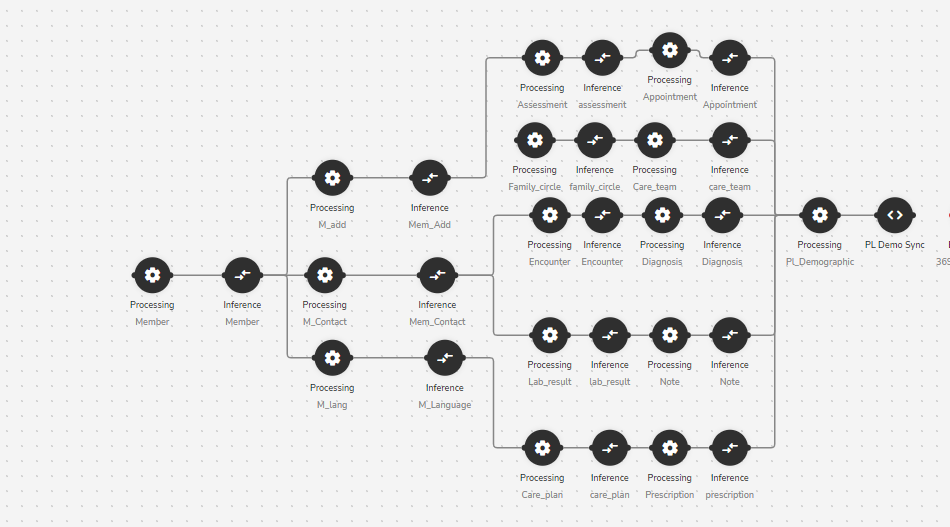 Processing
Assessment
Inference
assessment
Processing
Appointment
Inference
Appointment
Processing
Family_circle
Inference
family_circle
Processing
Care_team
Inference
care_team
Processing
M_add
Inference
Mem_Add
Processing
Encounter
Inference
Encounter
Processing
Diagnosis
Inference
Diagnosis
Processing
PL_Demographic
PL Demo Sync
Processing
Member
Inference
Member
Processing
M_Contact
Inference
Mem_Contact
Processing
M_lang
Inference
M_Language
Processing
Lab_result
Inference
lab_result
Processing
Note
Inference
Note
Processing
Care_plan
Inference
care_plan
Processing
Prescription
Inference
prescription